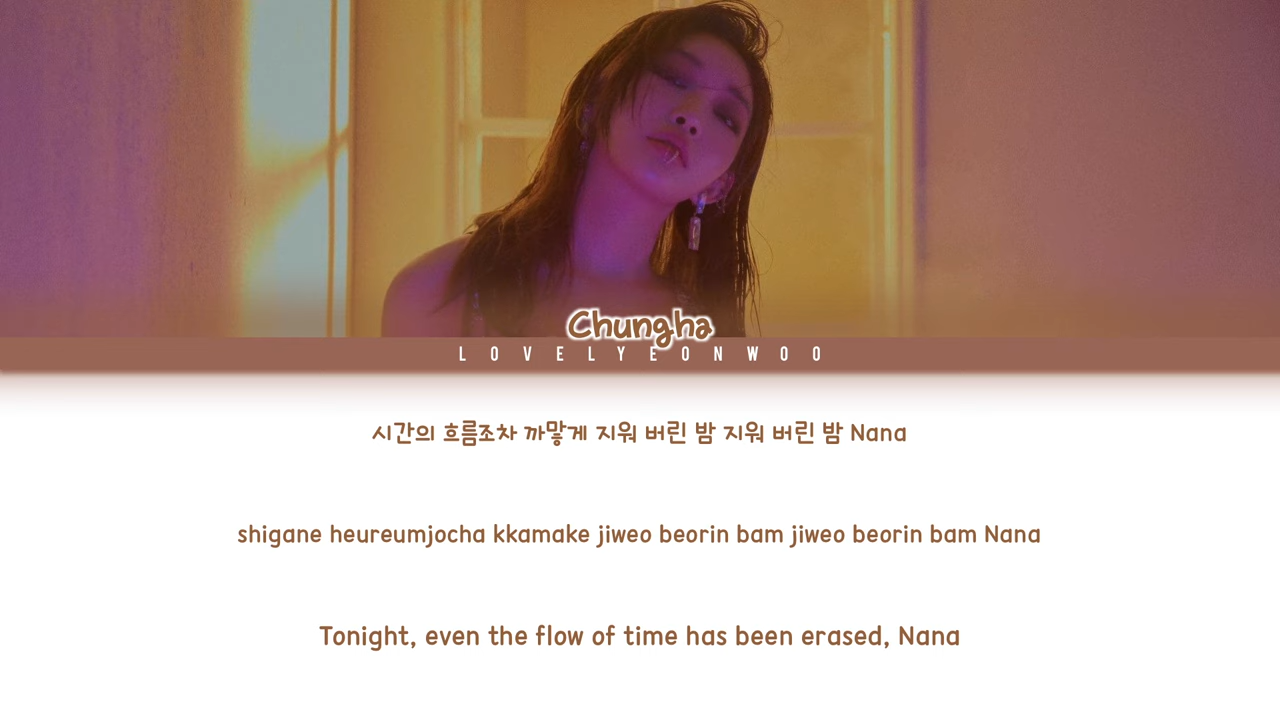 Chungha
LOVELYEONWOO
시간의 흐름조차 까맣게 지워 버린 밤 지워 버린 밤 Nana
shigane heureumjocha kkamake jiweo beorin bam jiweo beorin bam Nana
Tonight, even the flow of time has been erased, Nana